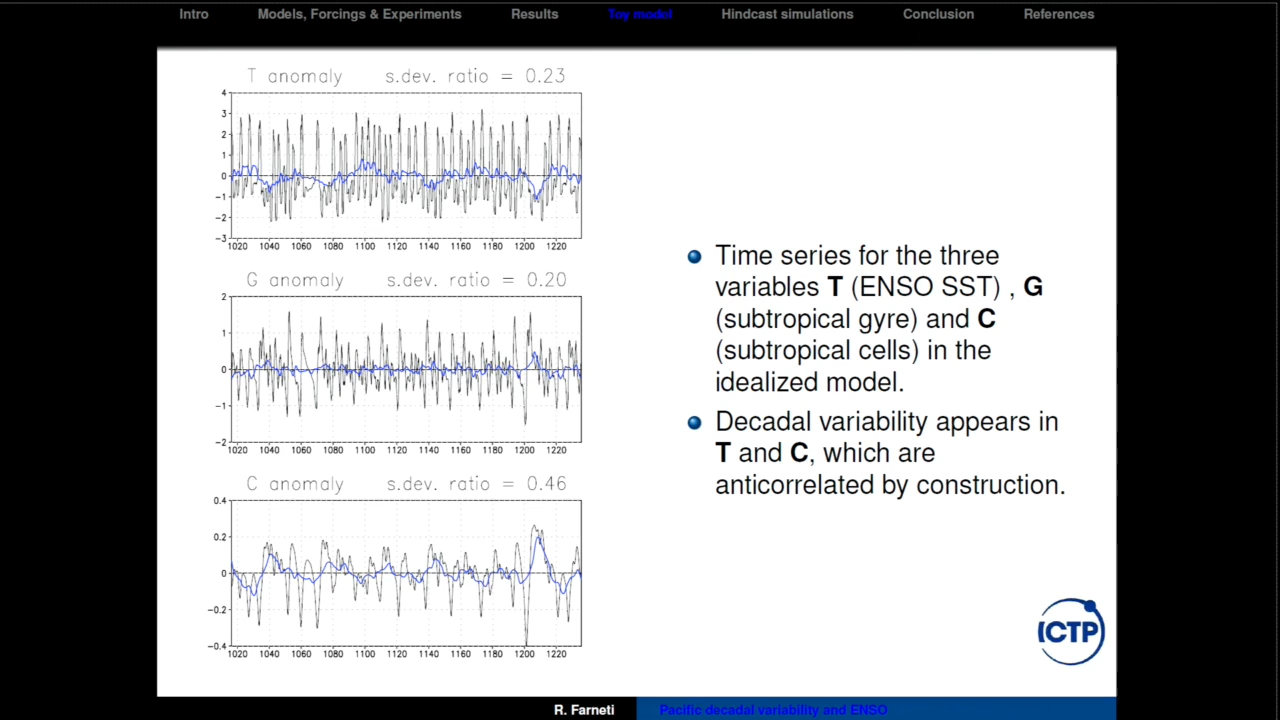 Intro Models, Forcings & Experiments Results Toy model Hindcast simulations Conclusion References
T anomaly s.dev. ratio = 0.23
4
3
2
1
0
−1
−2
−3
1020 1040 1060 1080 1100 1120 1140 1160 1180 1200 1220
G anomaly s.dev. ratio = 0.20
2
1
0
−1
−2
1020 1040 1060 1080 1100 1120 1140 1160 1180 1200 1220
C anomaly s.dev. ratio = 0.46
0.4
0.2
0
−0.2
−0.4
1020 1040 1060 1080 1100 1120 1140 1160 1180 1200 1220
Time series for the three
variables T (ENSO SST) , G
(subtropical gyre) and C
(subtropical cells) in the
idealized model.
Decadal variability appears in
T and C, which are
anticorrelated by construction.
ICTP
R. Farneti Pacific decadal variability and ENSO